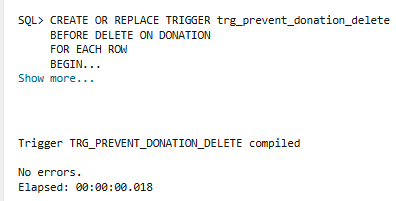 SQL> CREATE OR REPLACE TRIGGER trg_prevent_donation_delete
BEFORE DELETE ON DONATION
FOR EACH ROW
BEGIN...
Show more...
Trigger TRG_PREVENT_DONATION_DELETE compiled
No errors.
Elapsed: 00:00:00.018